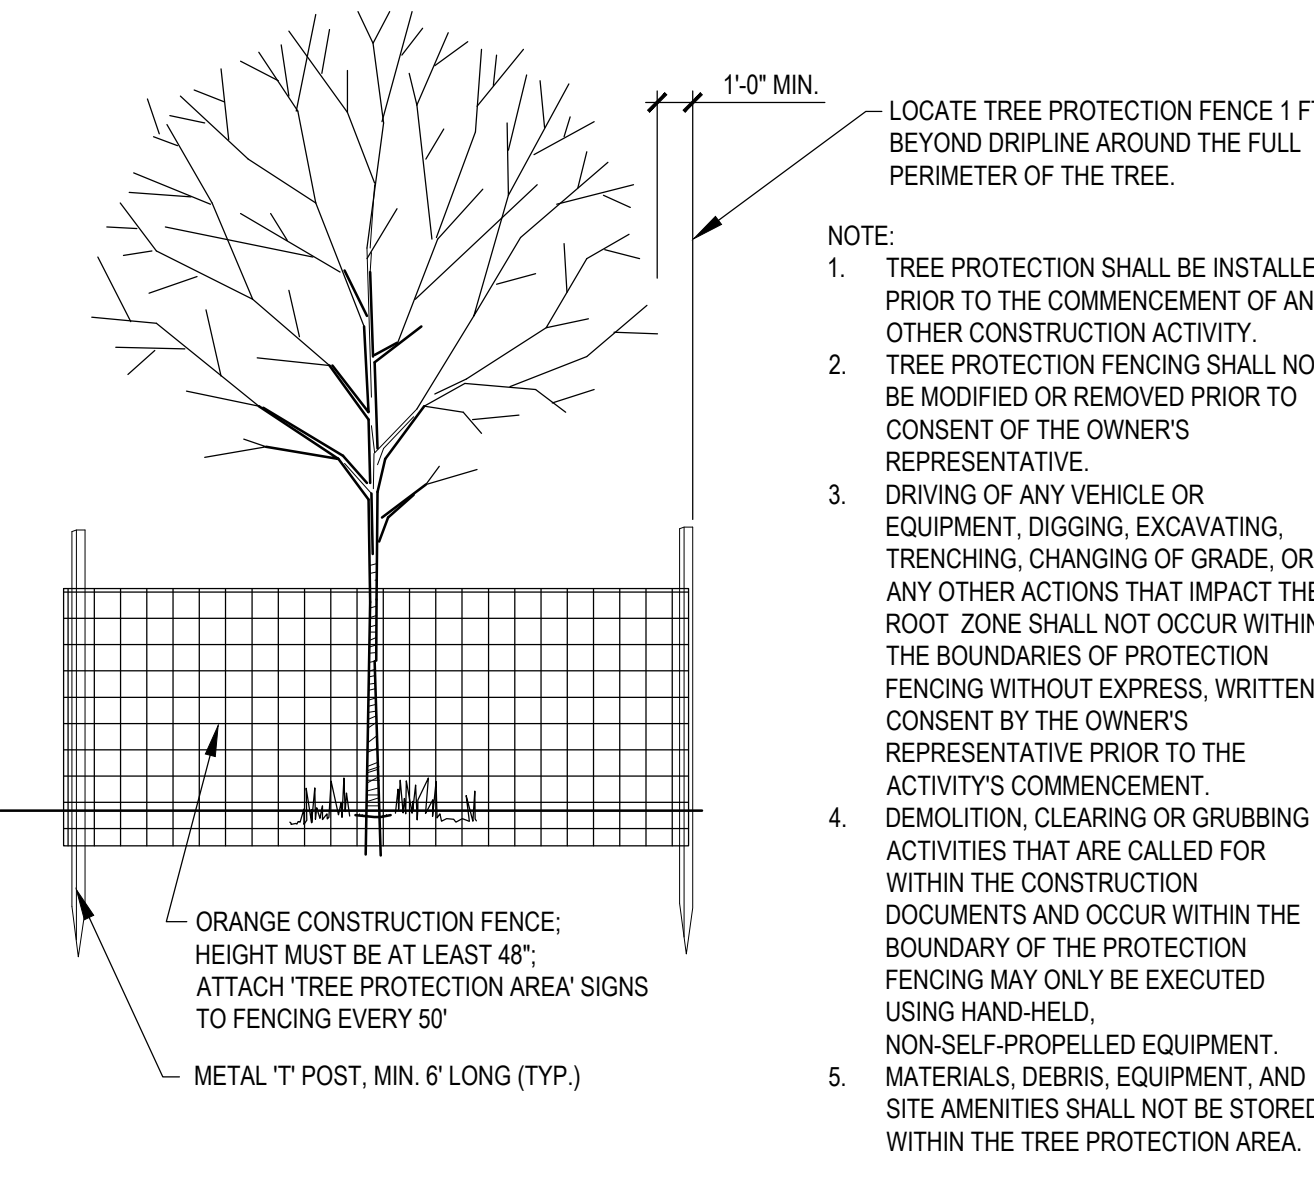 1'-0" MIN.
LOCATE TREE PROTECTION FENCE 1 FT
BEYOND DRIPLINE AROUND THE FULL
PERIMETER OF THE TREE.
NOTE:
1. TREE PROTECTION SHALL BE INSTALLE
PRIOR TO THE COMMENCEMENT OF AN
OTHER CONSTRUCTION ACTIVITY.
2. TREE PROTECTION FENCING SHALL NO
BE MODIFIED OR REMOVED PRIOR TO
CONSENT OF THE OWNER'S
REPRESENTATIVE.
3. DRIVING OF ANY VEHICLE OR
EQUIPMENT, DIGGING, EXCAVATING,
TRENCHING, CHANGING OF GRADE, OR
ANY OTHER ACTIONS THAT IMPACT THE
ROOT ZONE SHALL NOT OCCUR WITHIN
THE BOUNDARIES OF PROTECTION
FENCING WITHOUT EXPRESS, WRITTEN
CONSENT BY THE OWNER'S
REPRESENTATIVE PRIOR TO THE
ACTIVITY'S COMMENCEMENT.
4. DEMOLITION, CLEARING OR GRUBBING
ACTIVITIES THAT ARE CALLED FOR
WITHIN THE CONSTRUCTION
DOCUMENTS AND OCCUR WITHIN THE
BOUNDARY OF THE PROTECTION
FENCING MAY ONLY BE EXECUTED
USING HAND-HELD,
NON-SELF-PROPELLED EQUIPMENT.
5. MATERIALS, DEBRIS, EQUIPMENT, AND
SITE AMENITIES SHALL NOT BE STORED
WITHIN THE TREE PROTECTION AREA.
ORANGE CONSTRUCTION FENCE;
HEIGHT MUST BE AT LEAST 48";
ATTACH 'TREE PROTECTION AREA' SIGNS
TO FENCING EVERY 50'
METAL 'T' POST, MIN. 6' LONG (TYP.)